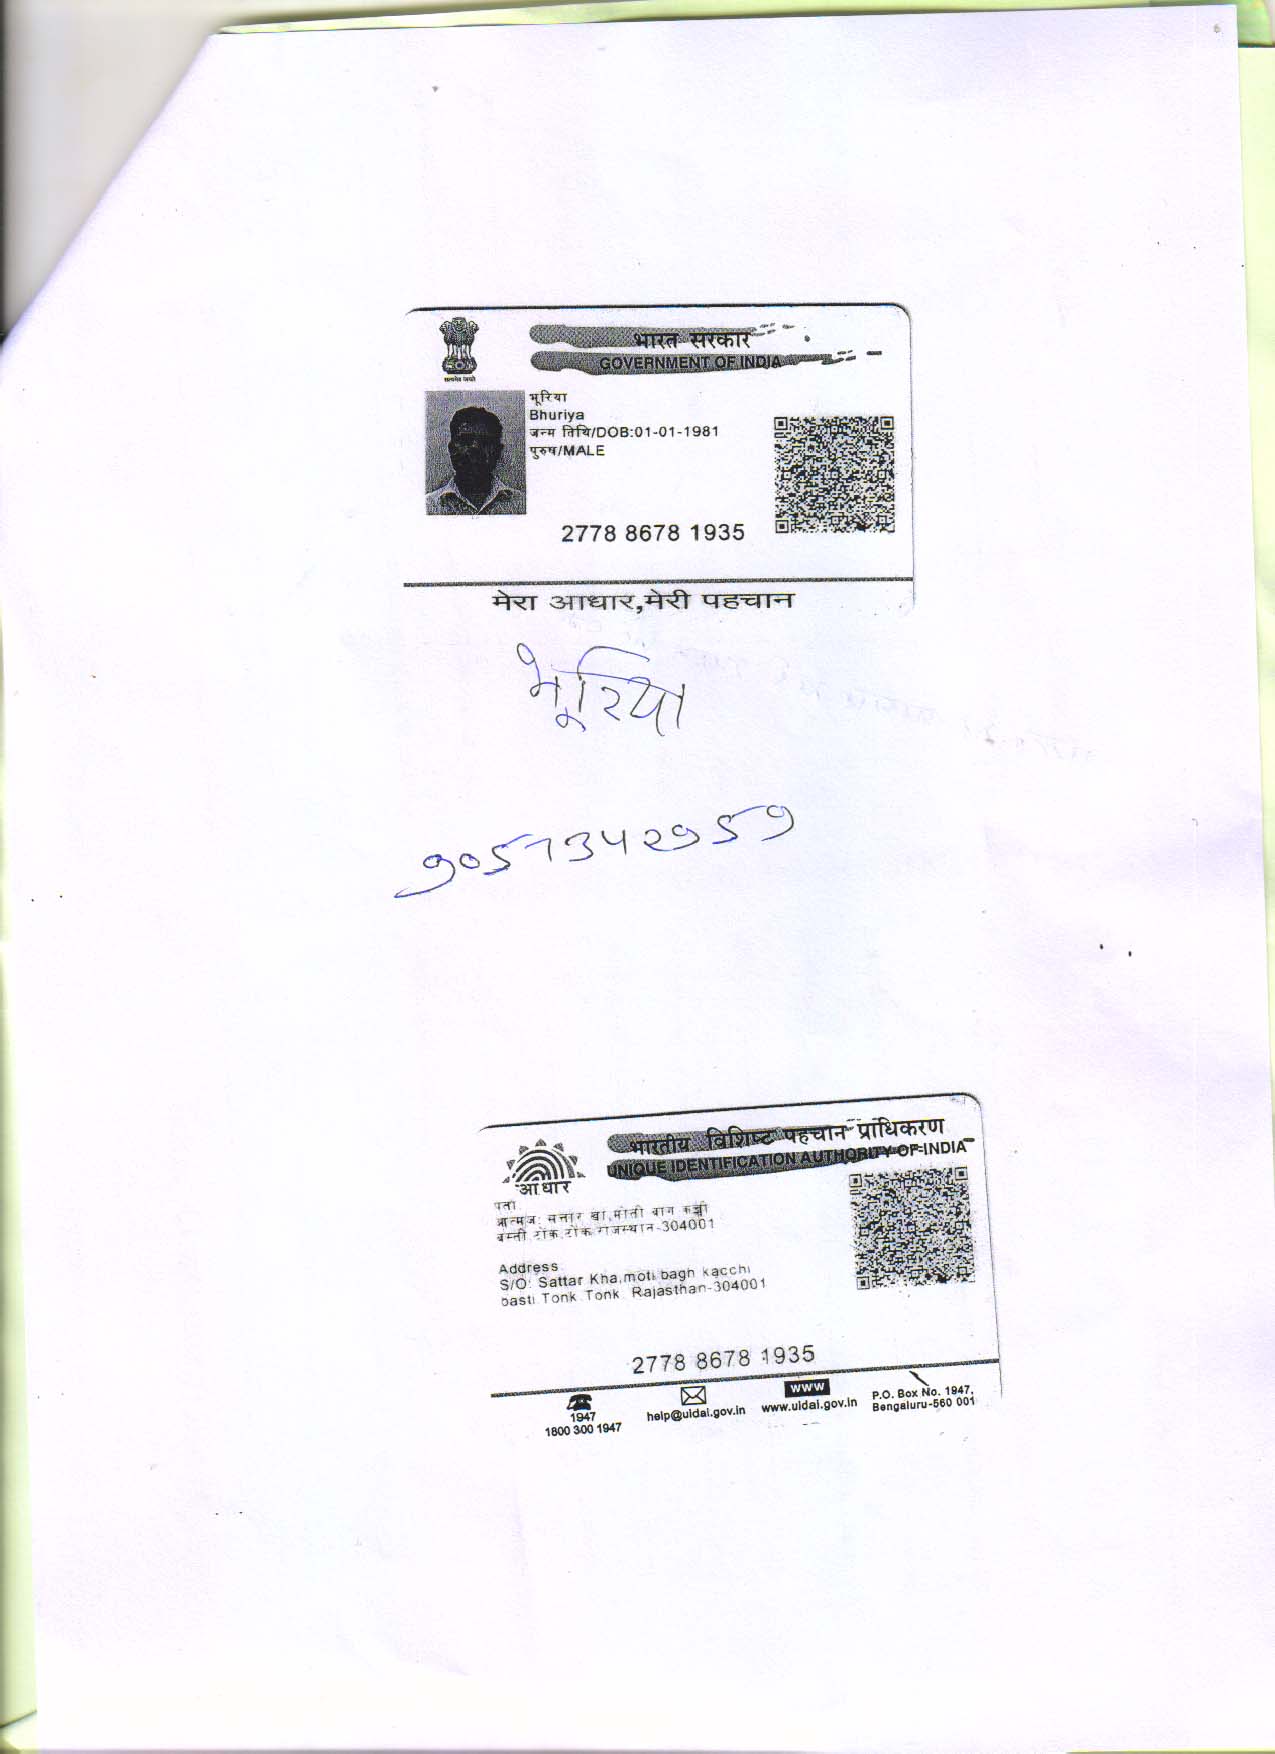 भारत सरकार
GOVERNMENT OF INDIA
सत्यमेव जयते
भूरिया
Bhuriya
जन्म तिथि/DOB:01-01-1981
पुरुष/MALE
2778 8678 1935
मेरा आधार,मेरी पहचान
भूरिया
9057342959
भारतीय विशिष्ट पहचान प्राधिकरण
UNIQUE IDENTIFICATION AUTHORITY OF INDIA
आधार
पता
आत्मज: सत्तार खा,मोती बाग कच्ची
बस्ती,टोंक,टोंक,राजस्थान-304001
Address
S/O: Sattar Kha,moti bagh kacchi
basti Tonk Tonk Rajasthan-304001
2778 8678 1935
1947
1800 300 1947
help@uidai.gov.in
WWW
www.uidai.gov.in
P.O. Box No. 1947,
Bengaluru-560 001